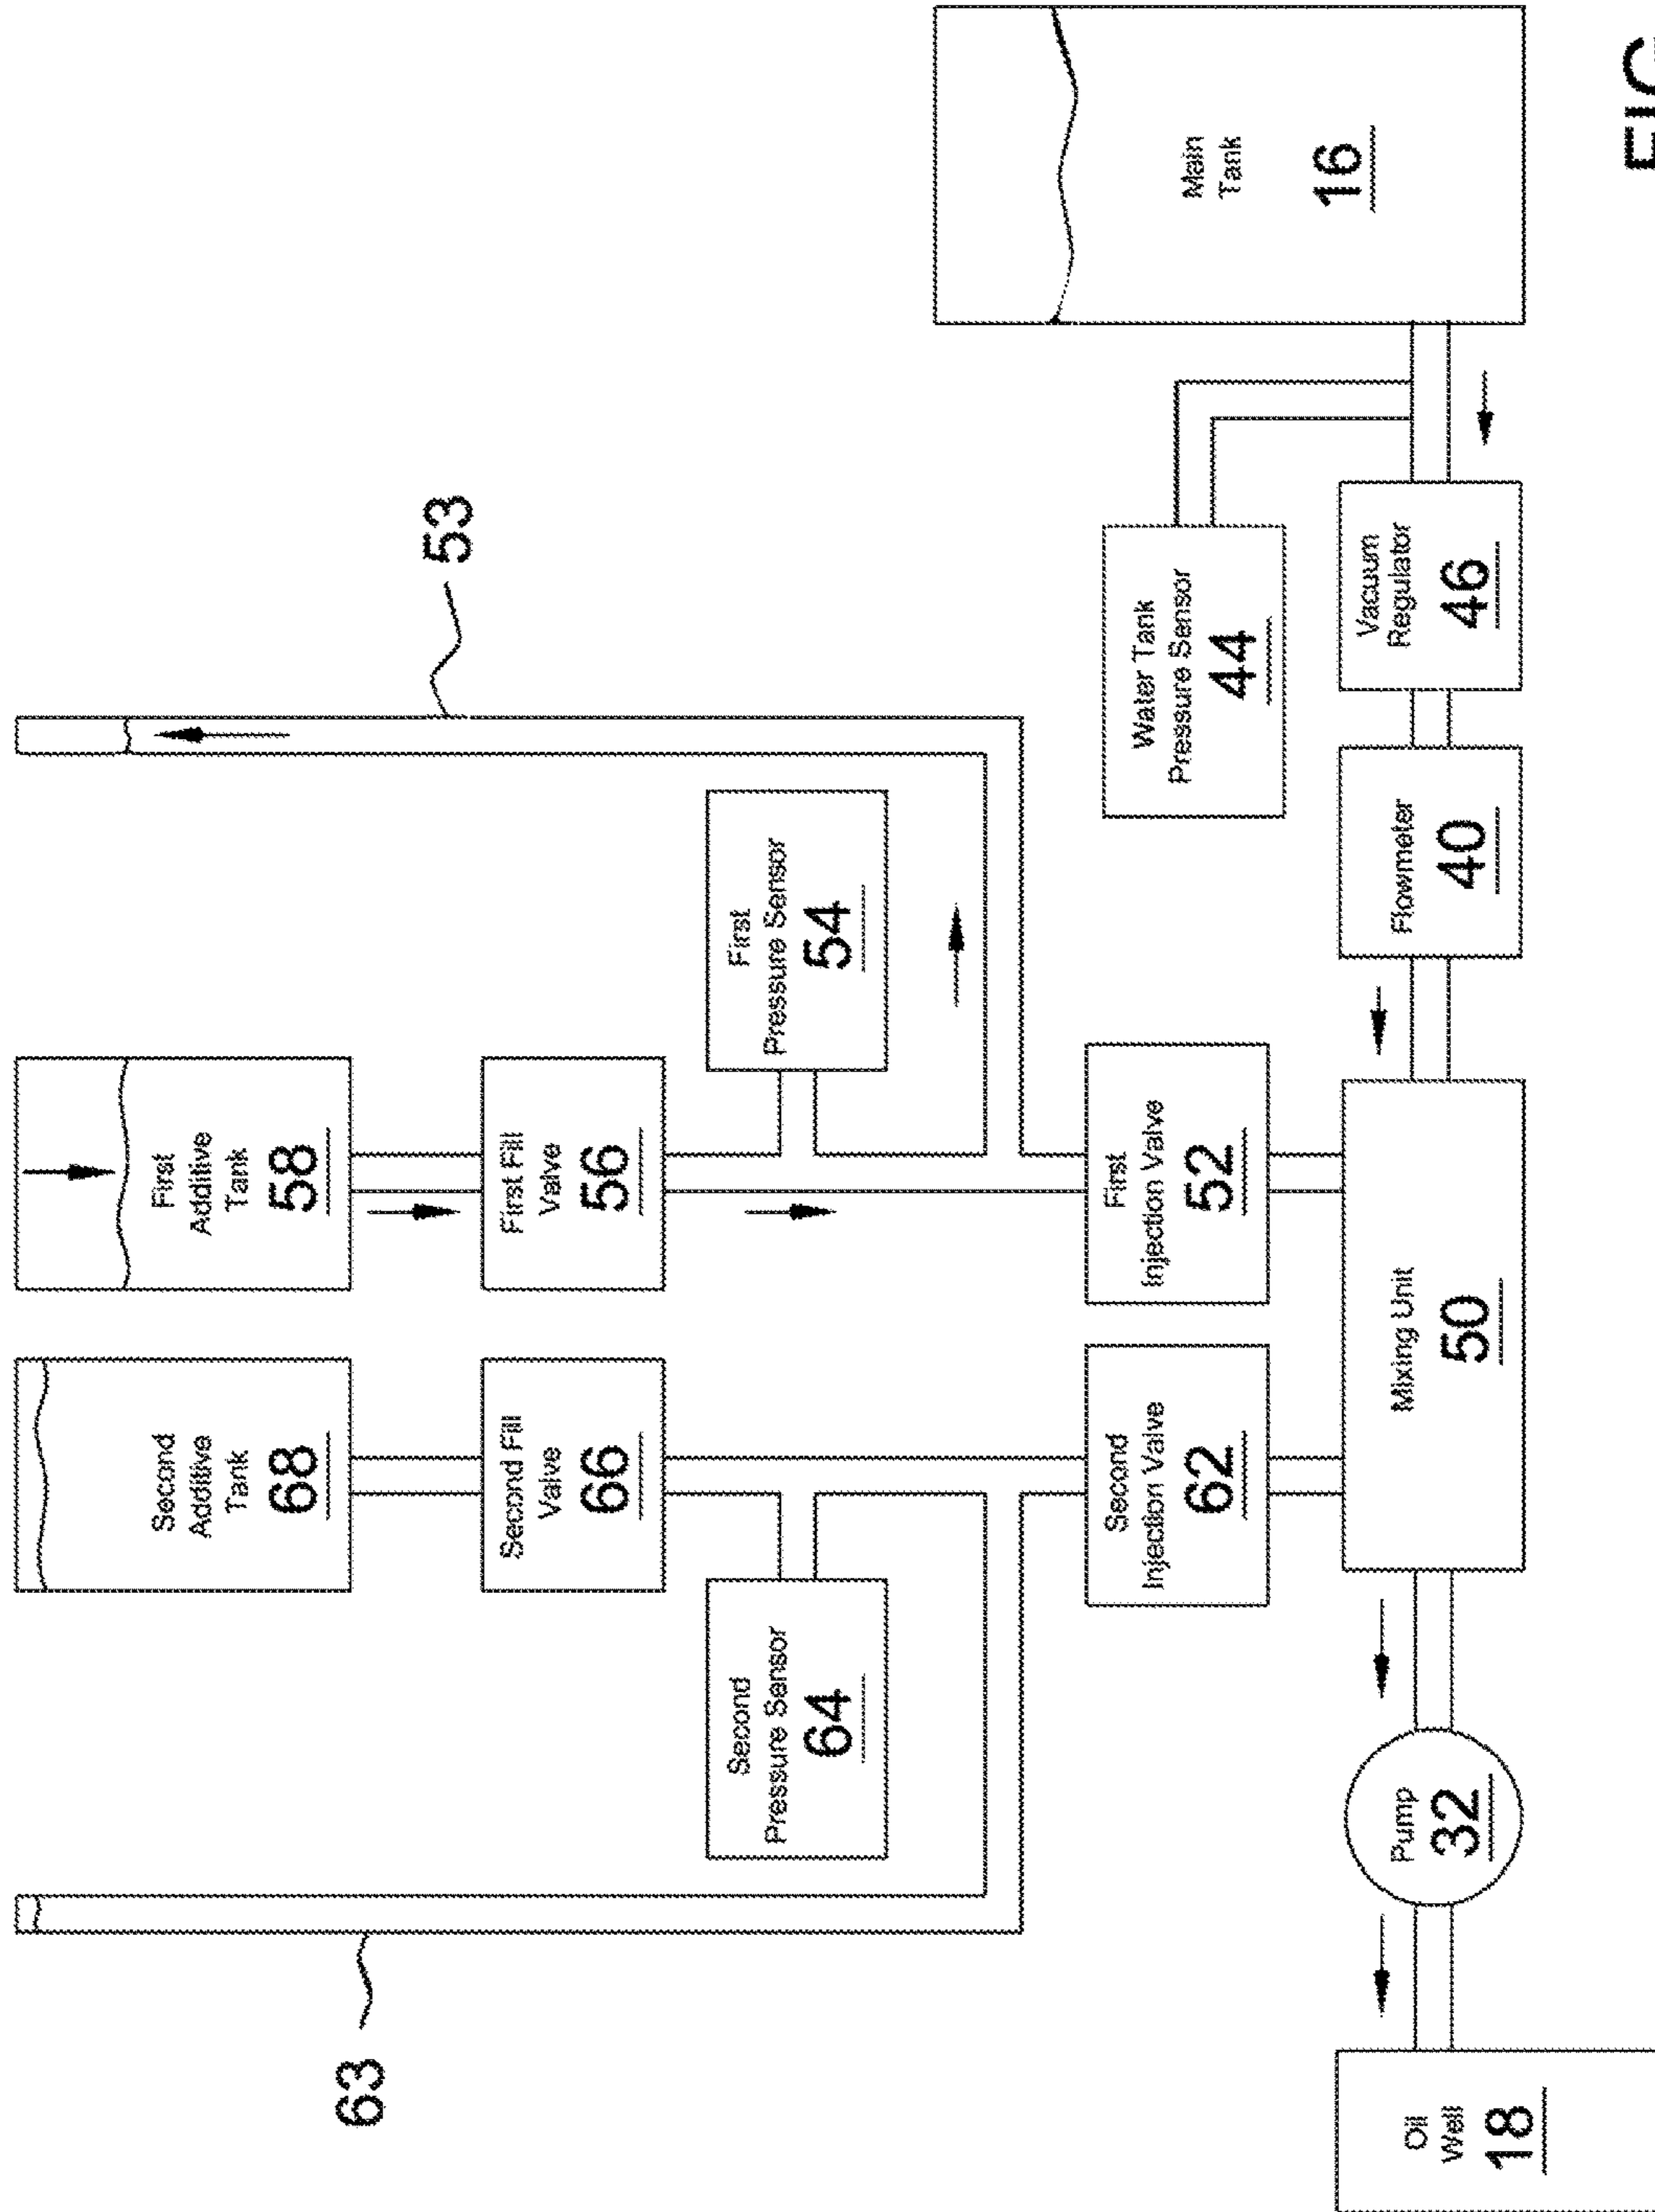 Second
Additive
Tank
68
First
Additive
Tank
58
63
53
Second Fill
Valve
66
First Fill
Valve
56
Second
Pressure Sensor
64
First
Pressure Sensor
54
Second
Injection Valve
62
First
Injection Valve
52
Water Tank
Pressure Sensor
44
Main
Tank
16
Oil
Well
18
Pump
32
Mixing Unit
50
Flowmeter
40
Vacuum
Regulator
46